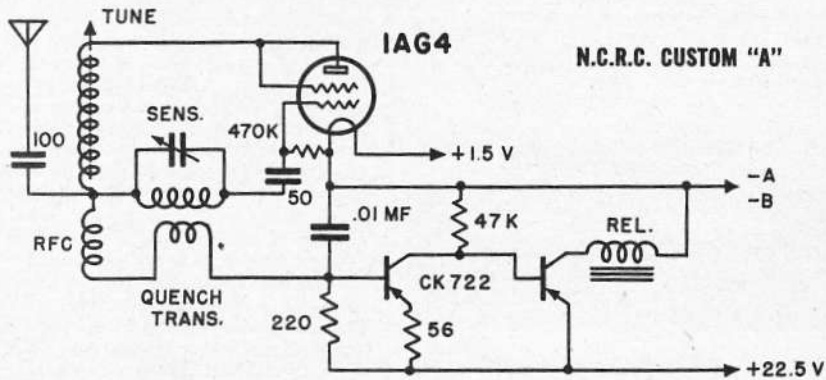 TUNE
1AG4
N.C.R.C. CUSTOM "A"
SENS.
470K
100
+1.5 V
50
-A
-B
.01 MF
47 K
REL.
RFC
CK722
QUENCH
TRANS.
220
56
+22.5 V